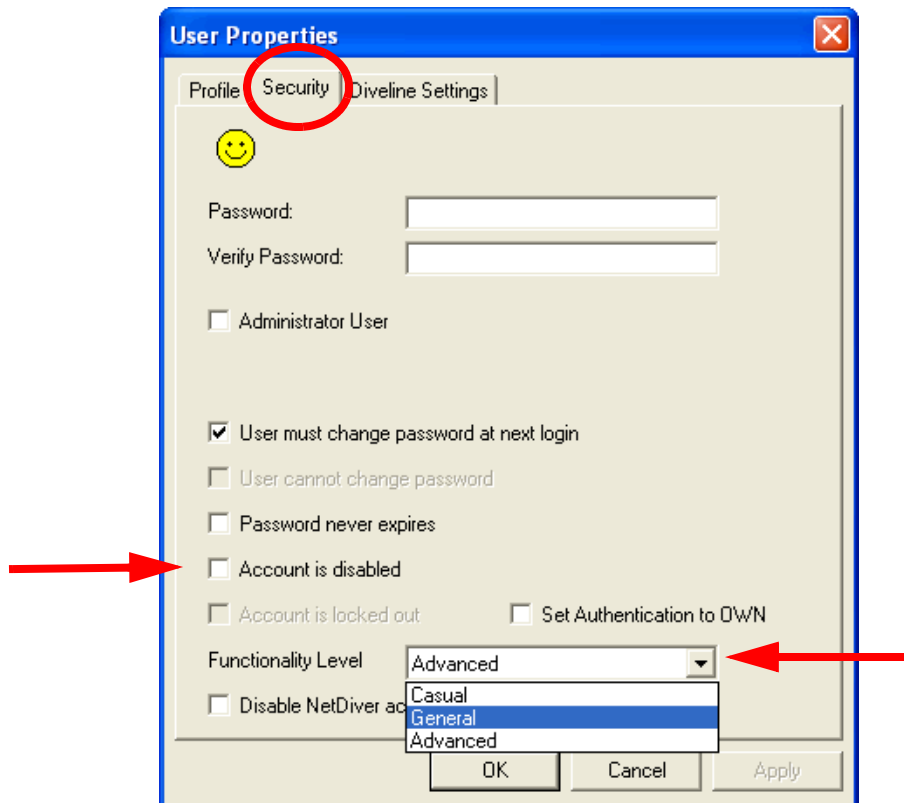 User Properties
Profile Security Diveline Settings
Password:
Verify Password:
Administrator User
User must change password at next login
User cannot change password
Password never expires
Account is disabled
Account is locked out Set Authentication to OWN
Functionality Level Advanced
Casual
Disable NetDiver ac
General
Advanced
OK Cancel Apply